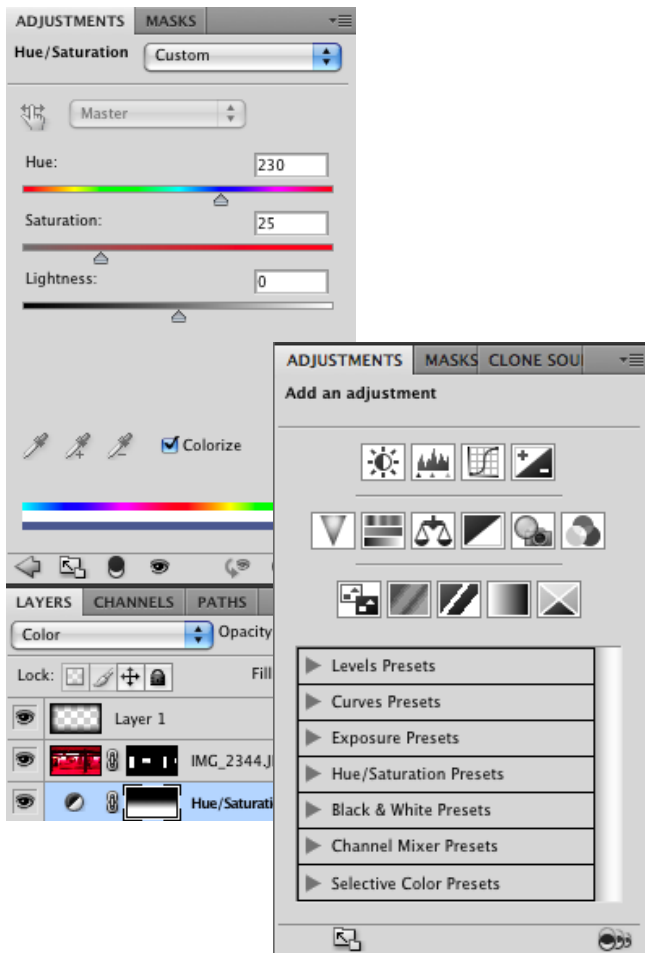 ADJUSTMENTS MASKS
Hue/Saturation Custom
Master
Hue: 230
Saturation: 25
Lightness: 0
Colorize
LAYERS CHANNELS PATHS
Color Opacity
Lock: Fill
Layer 1
IMG_2344.J
Hue/Saturati
ADJUSTMENTS MASKS CLONE SOU
Add an adjustment
Levels Presets
Curves Presets
Exposure Presets
Hue/Saturation Presets
Black & White Presets
Channel Mixer Presets
Selective Color Presets